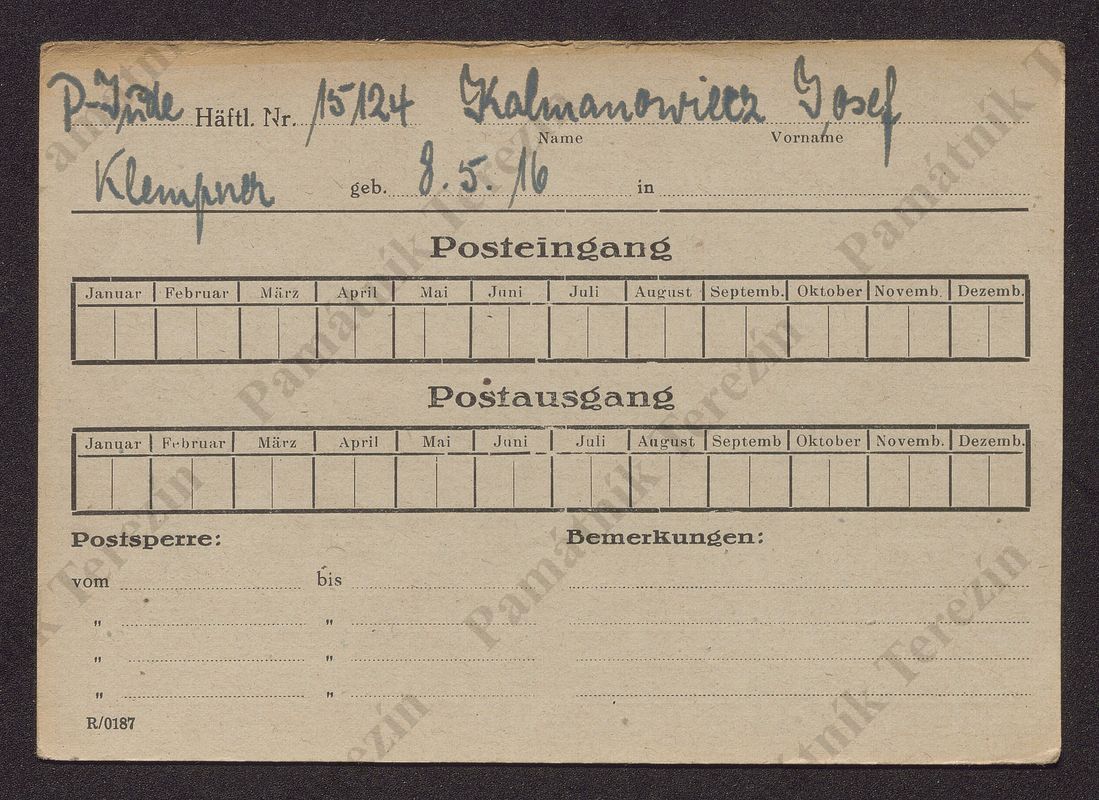 P-Jude Häftl. Nr. 15124 Kalmanowiecz Josef
Name Vorname
Klempner geb. 8.5.16 in
Posteingang
Januar Februar März April Mai Juni Juli August Septemb. Oktober Novemb. Dezemb.
Postausgang
Januar Februar März April Mai Juni Juli August Septemb Oktober Novemb. Dezemb.
Postsperre: Bemerkungen:
vom bis
" "
" "
" "
R/0187
Památník Terezín